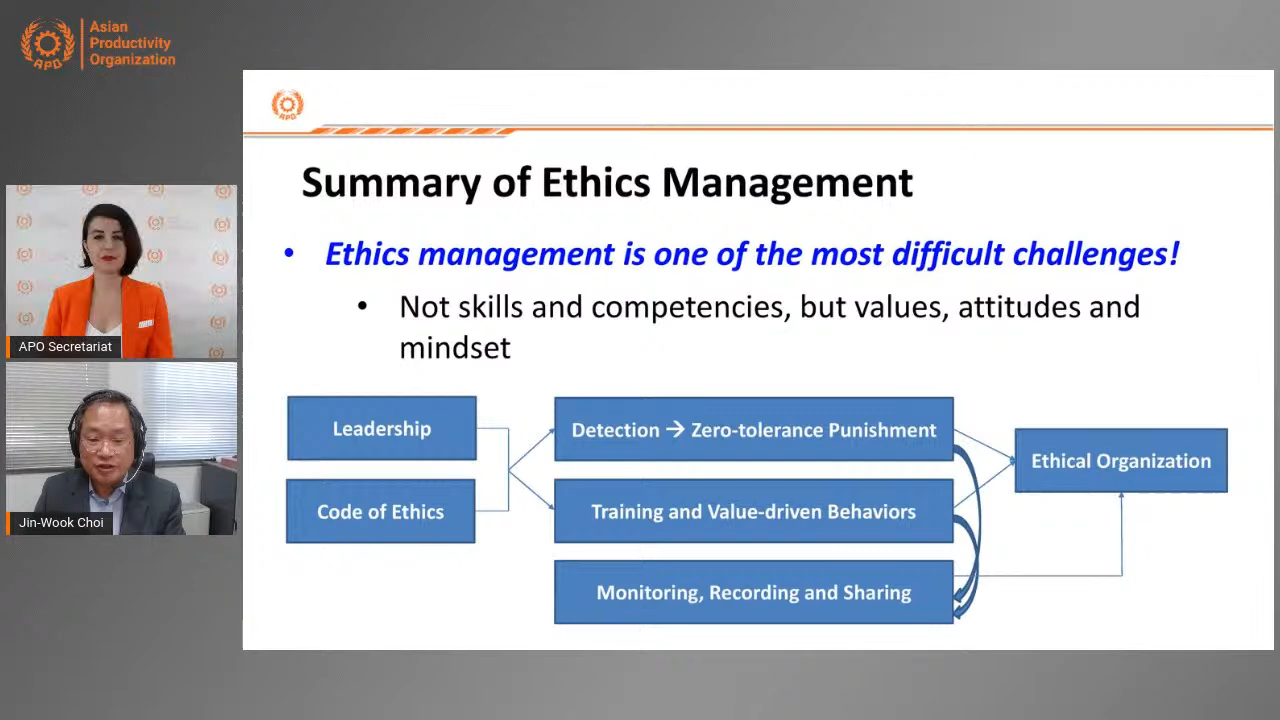 Asian
Productivity
Organization
APO
APO
Summary of Ethics Management
• Ethics management is one of the most difficult challenges!
• Not skills and competencies, but values, attitudes and
mindset
APO Secretariat
Jin-Wook Choi
Leadership
Code of Ethics
Detection → Zero-tolerance Punishment
Training and Value-driven Behaviors
Monitoring, Recording and Sharing
Ethical Organization